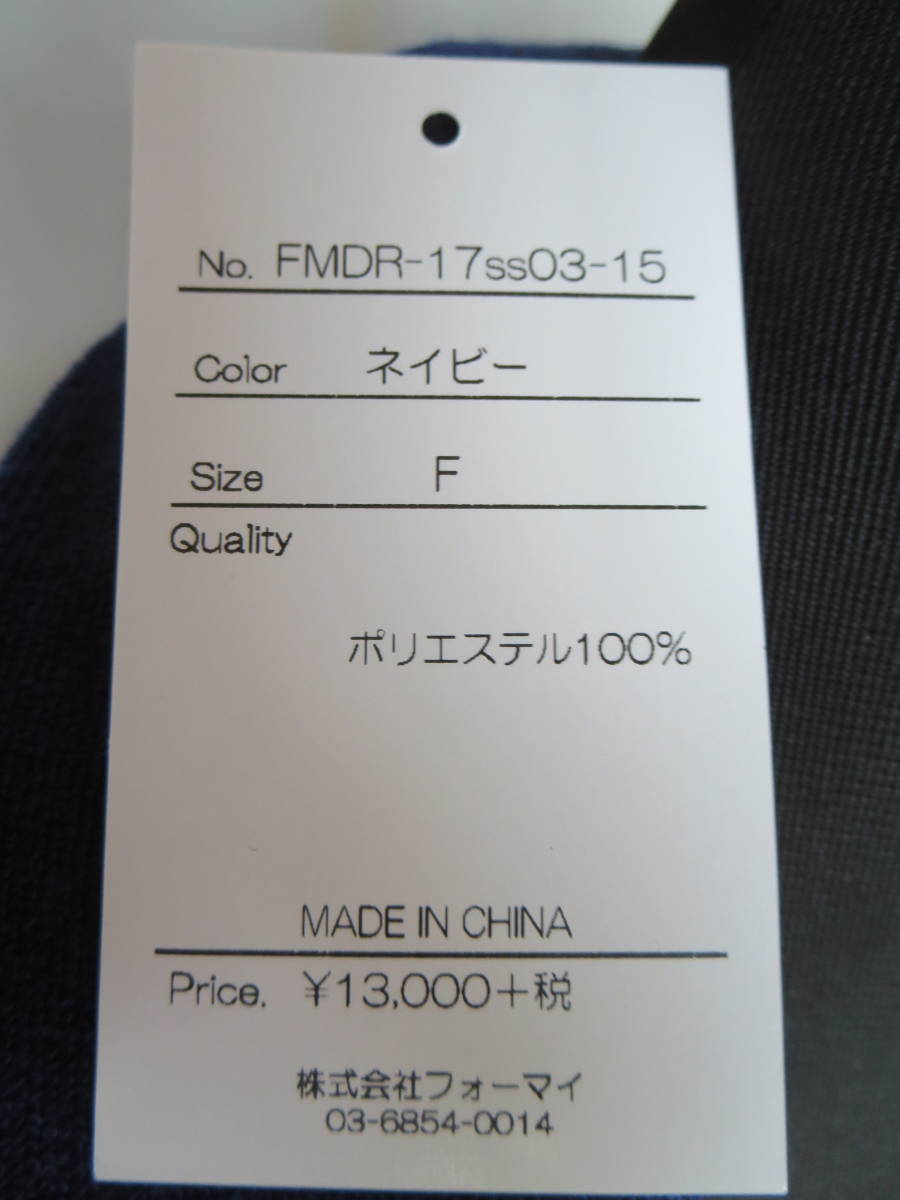 No. FMDR-17ss03-15
Color ネイビー
Size F
Quality
ポリエステル100%
MADE IN CHINA
Price. ¥13,000+税
株式会社フォーマイ
03-6854-0014